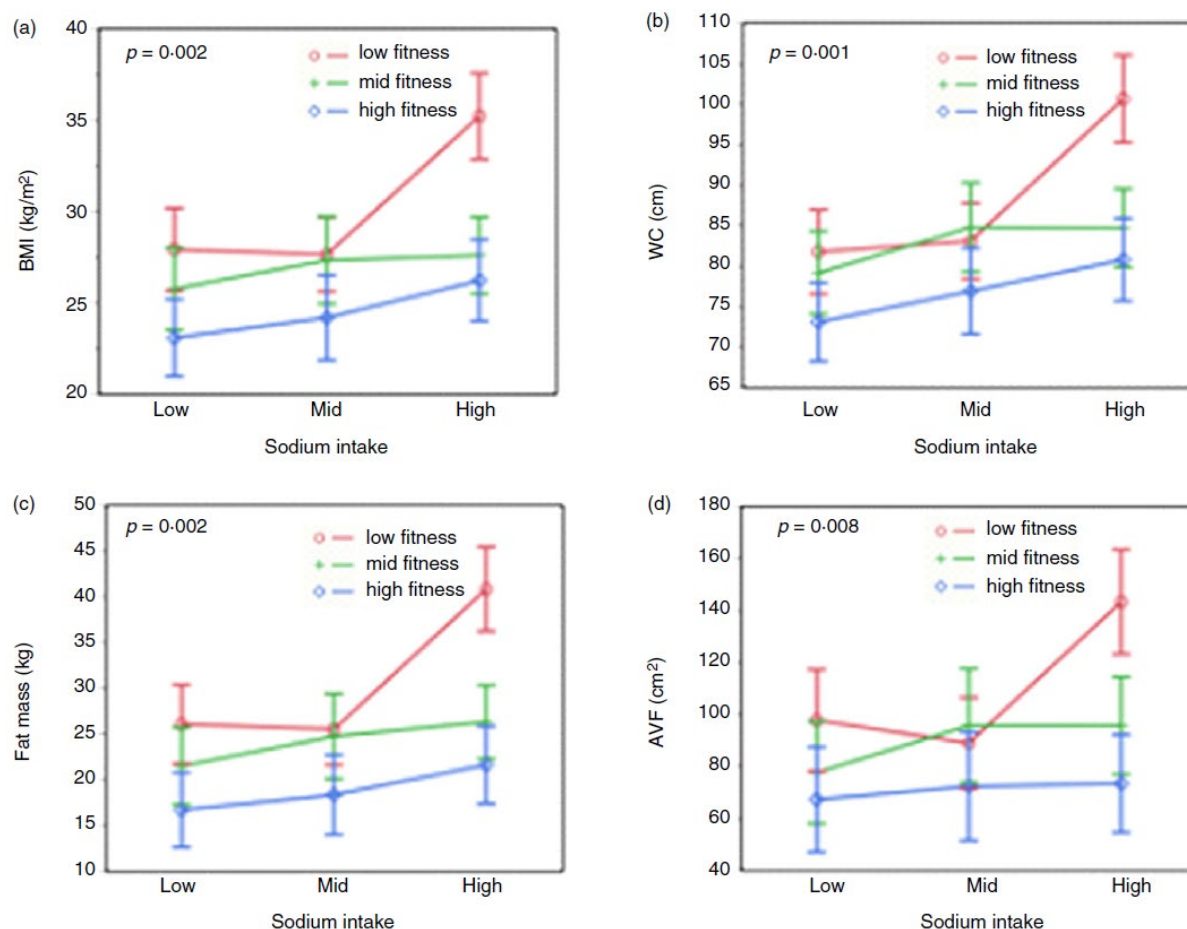 (a)
40
35
30
25
20
BMI (kg/m²)
p = 0·002
low fitness
mid fitness
high fitness
Low Mid High
Sodium intake
(b)
110
105
100
95
90
85
80
75
70
65
WC (cm)
p = 0·001
low fitness
mid fitness
high fitness
Low Mid High
Sodium intake
(c)
50
45
40
35
30
25
20
15
10
Fat mass (kg)
p = 0·002
low fitness
mid fitness
high fitness
Low Mid High
Sodium intake
(d)
180
160
140
120
100
80
60
40
AVF (cm²)
p = 0·008
low fitness
mid fitness
high fitness
Low Mid High
Sodium intake